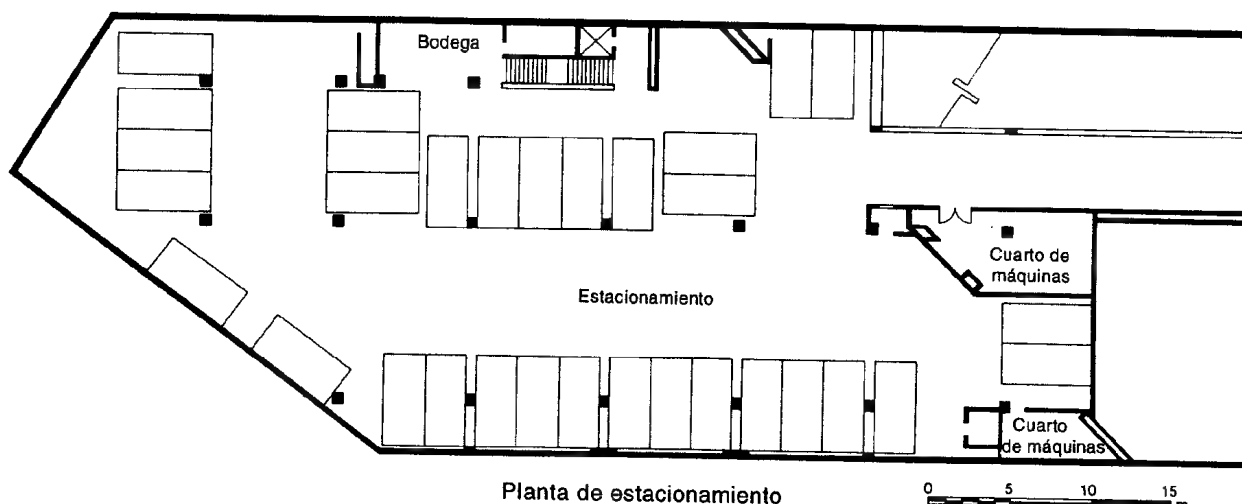 Bodega
Cuarto de
máquinas
Estacionamiento
Cuarto
de máquinas
Planta de estacionamiento
0 5 10 15 m